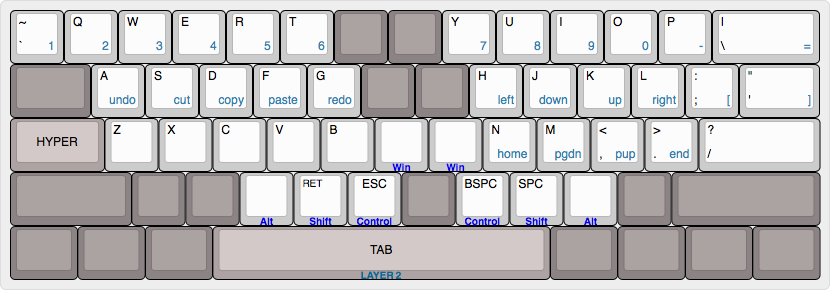 ~ Q W E R T Y U I O P |
` 1 2 3 4 5 6 7 8 9 0 - \ =
A S D F G H J K L : "
undo cut copy paste redo left down up right ; [ ' ]
HYPER Z X C V B N M < > ?
home pgdn , pup . end /
Win Win
RET ESC BSPC SPC
Alt Shift Control Control Shift Alt
TAB
LAYER 2